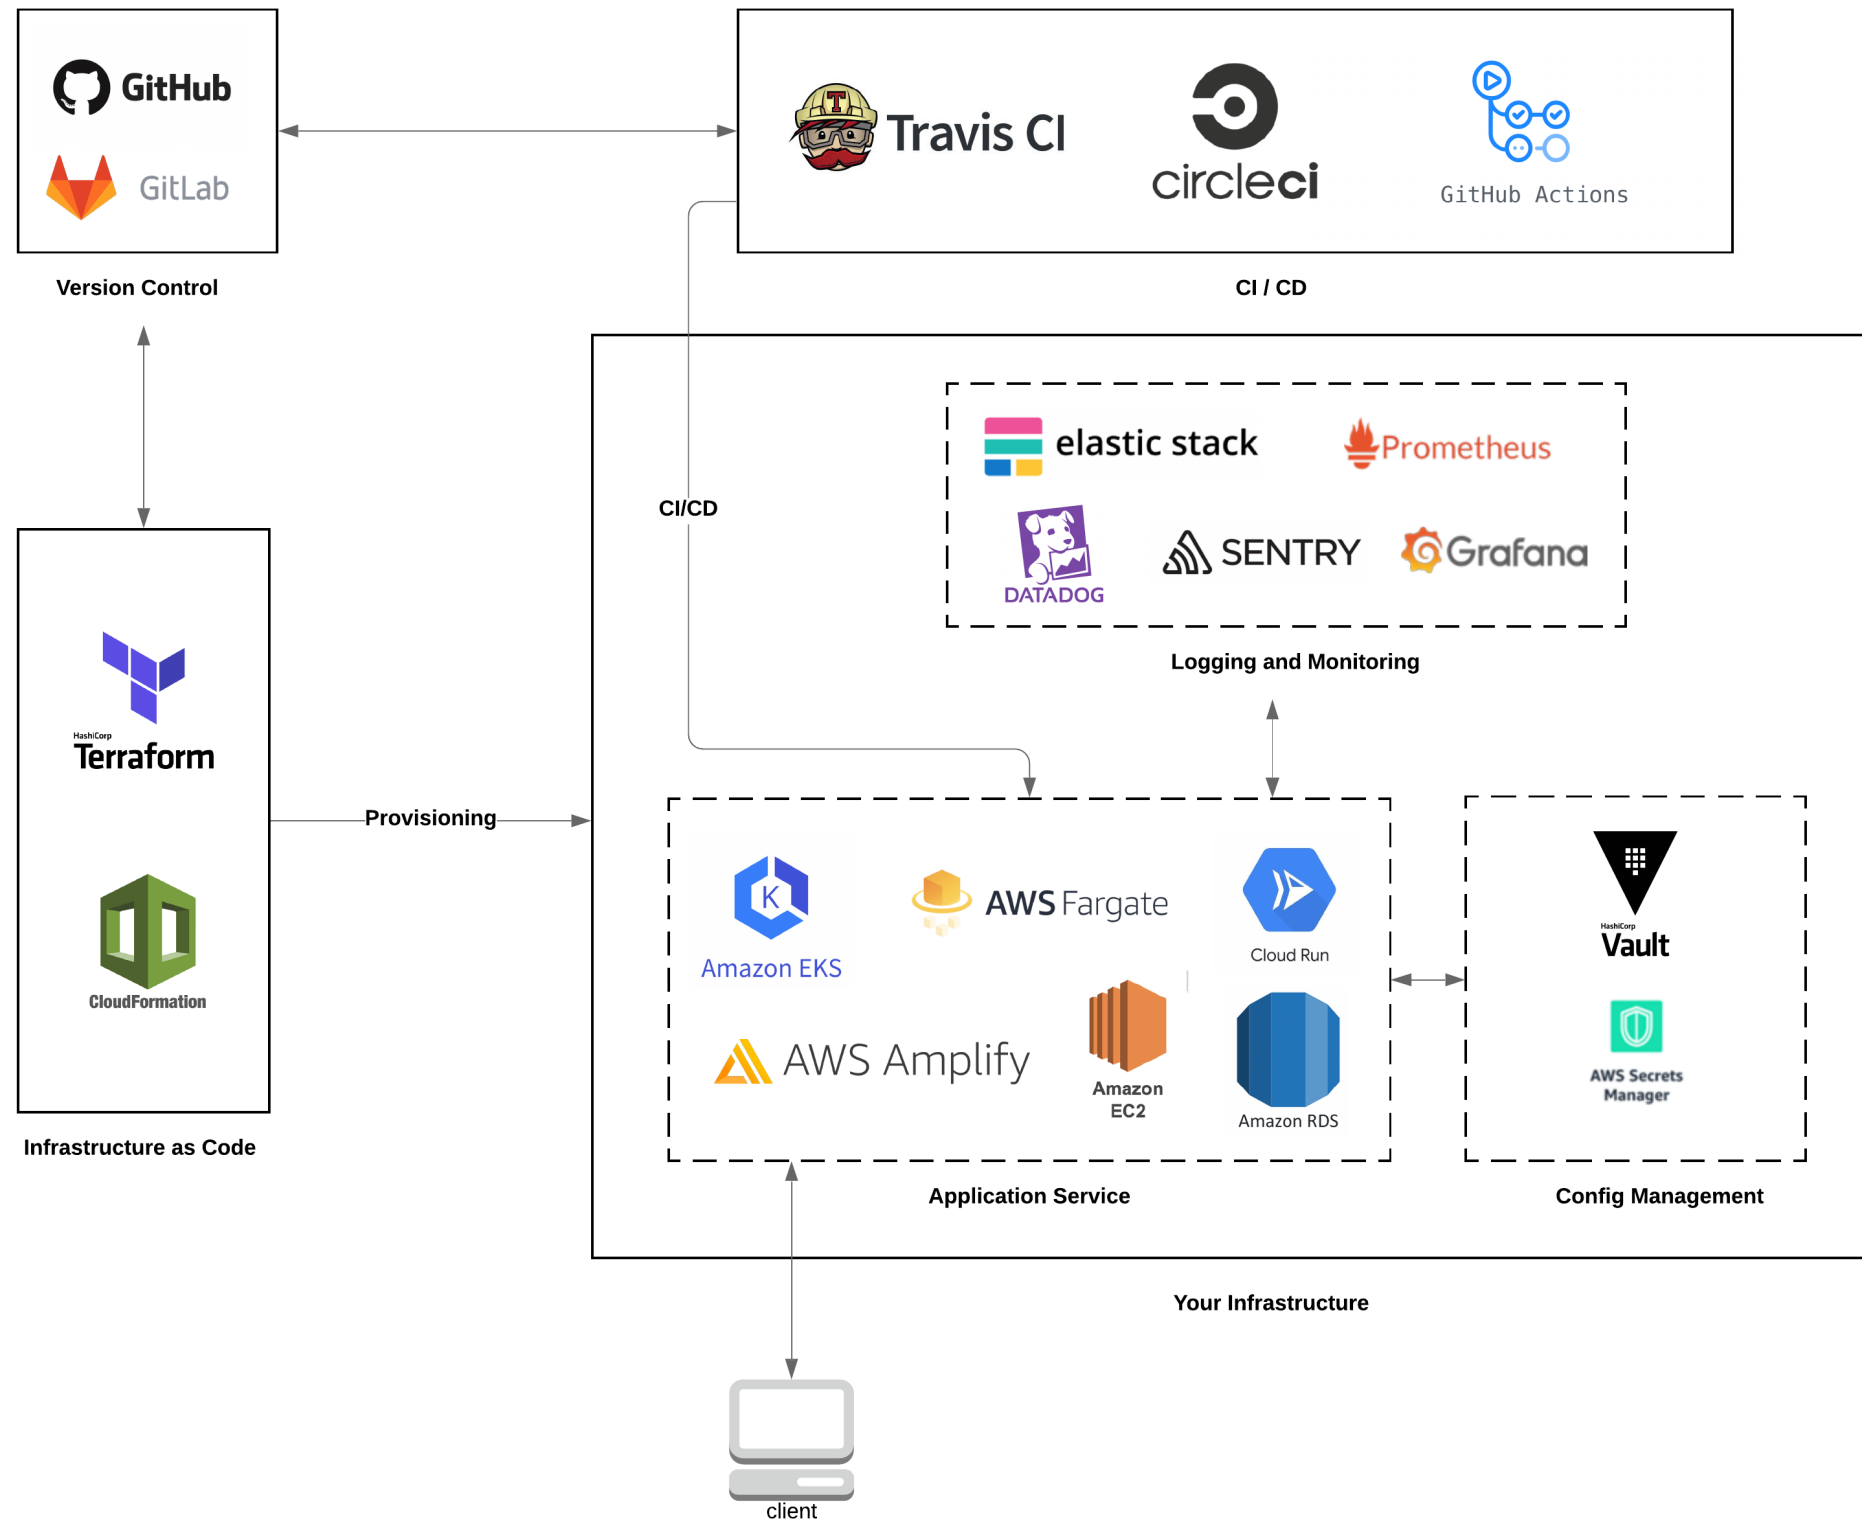 GitHub
GitLab
Version Control
T
Travis CI
circleci
GitHub Actions
CI / CD
elastic stack
Prometheus
DATADOG
SENTRY
Grafana
Logging and Monitoring
CI/CD
HashiCorp
Terraform
CloudFormation
Infrastructure as Code
Provisioning
K
Amazon EKS
AWS Fargate
Cloud Run
AWS Amplify
Amazon
EC2
Amazon RDS
Application Service
HashiCorp
Vault
AWS Secrets
Manager
Config Management
Your Infrastructure
client